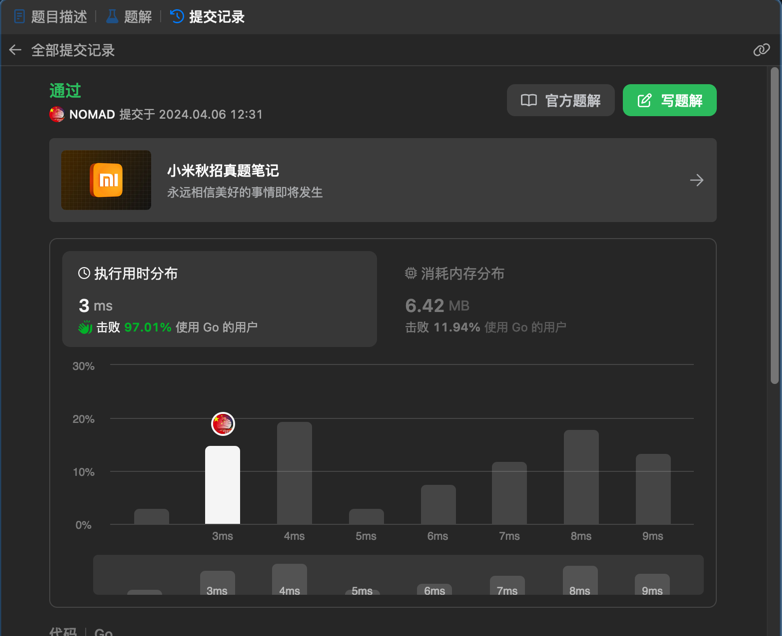 题目描述 题解 提交记录
全部提交记录
通过
NOMAD 提交于 2024.04.06 12:31
官方题解 写题解
小米秋招真题笔记
永远相信美好的事情即将发生
执行用时分布
3 ms
击败 97.01% 使用 Go 的用户
消耗内存分布
6.42 MB
击败 11.94% 使用 Go 的用户
30%
20%
10%
0%
3ms 4ms 5ms 6ms 7ms 8ms 9ms
3ms 4ms 5ms 6ms 7ms 8ms 9ms
代码 Go